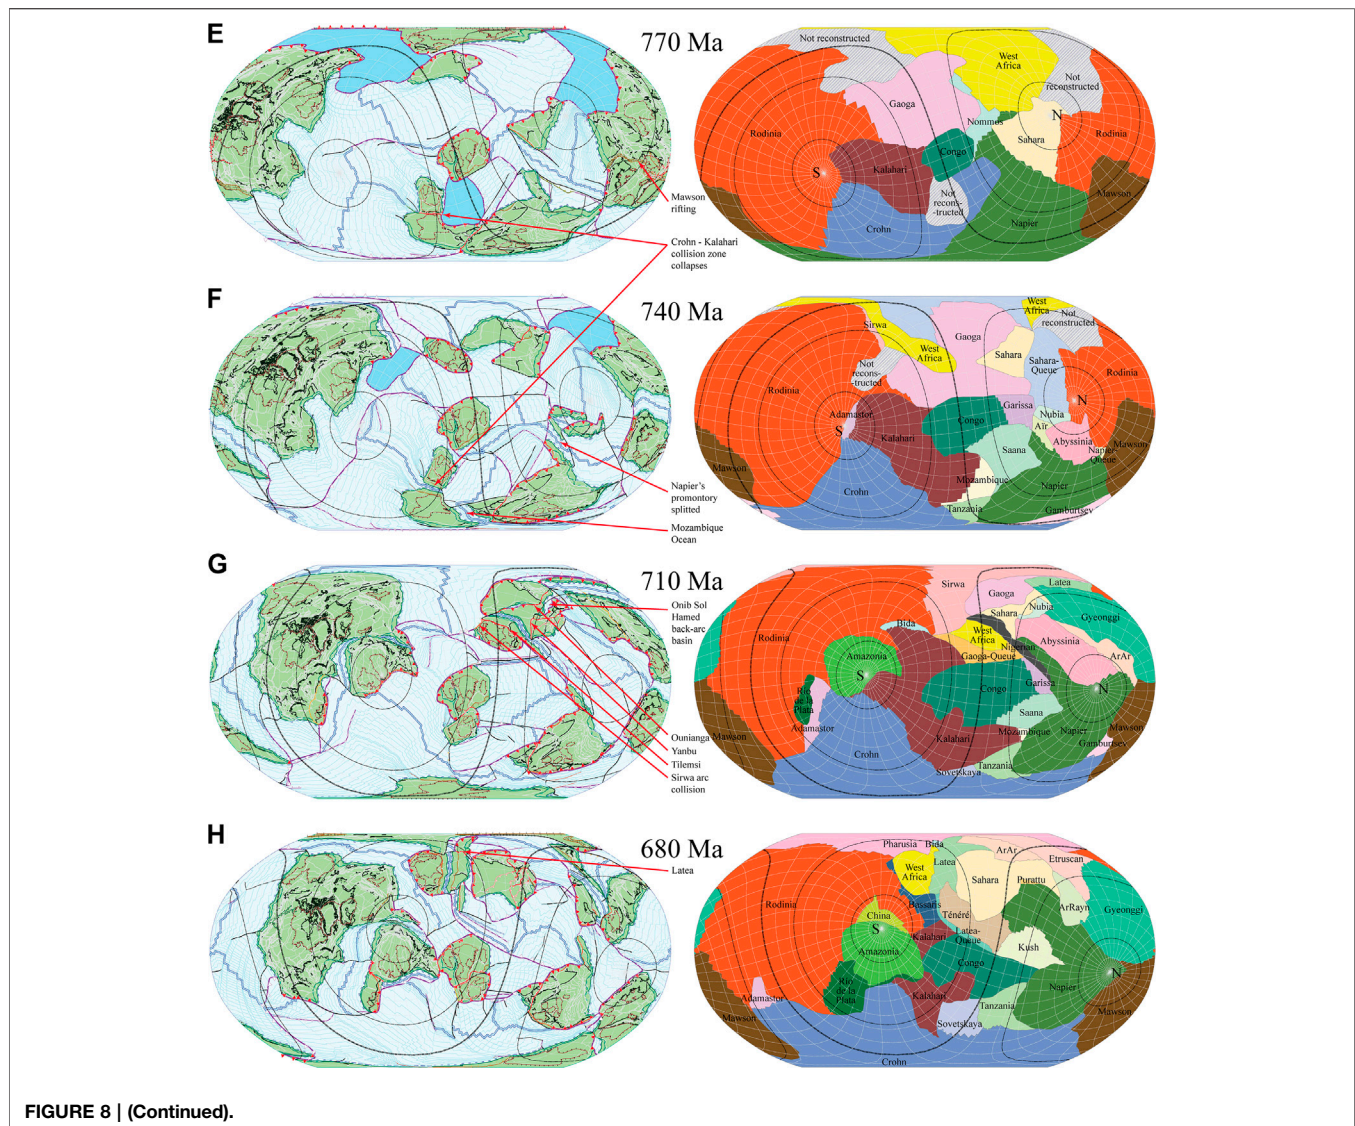 E
770 Ma
Mawson
rifting
Crohn - Kalahari
collision zone
collapses
Not reconstructed
West
Africa
Not
reconstructed
Gaoga
Nommos
N
Rodinia
Sahara
Rodinia
Congo
S
Kalahari
Not
recons-
-tructed
Mawson
Napier
Crohn
F
740 Ma
Napier's
promontory
splitted
Mozambique
Ocean
Sirwa
West
Africa
Gaoga
West
Africa
Not
reconstructed
Sahara
Sahara-
Queue
Not
recons-
-tructed
Rodinia
Rodinia
N
Adamastor
S
Kalahari
Congo
Garissa
Nubia
Aïr
Abyssinia
Napier-
Queue
Mawson
Saana
Mawson
Mozambique
Napier
Crohn
Tanzania
Gamburtsev
G
710 Ma
Onib Sol
Hamed
back-arc
basin
Ounianga
Yanbu
Tilemsi
Sirwa arc
collision
Sirwa
Gaoga
Latea
Nubia
Sahara
Gyeonggi
Bida
West
Africa
Nigerian
Abyssinia
Rodinia
Amazonia
Gaoga-Queue
ArAr
S
Congo
Garissa
N
Rio
de la
Plata
Saana
Adamastor
Mozambique
Napier
Mawson
Mawson
Kalahari
Gamburtsev
Crohn
Tanzania
Sovetskaya
H
680 Ma
Latea
Pharusia
Bida
ArAr
Etruscan
West
Africa
Latea
Sahara
Purattu
Rodinia
Bassaris
ArRayn
Gyeonggi
China
Ténéré
S
Kalahari
Latea-
Queue
Kush
Amazonia
Congo
N
Rio
de la
Plata
Napier
Adamastor
Kalahari
Tanzania
Mawson
Mawson
Sovetskaya
Crohn
FIGURE 8 | (Continued).